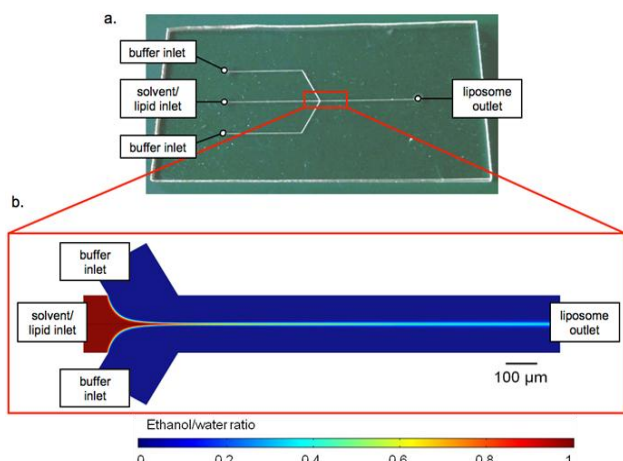 a.
buffer inlet
solvent/
lipid inlet
buffer inlet
liposome
outlet
b.
buffer
inlet
solvent/
lipid inlet
buffer
inlet
liposome
outlet
100 μm
Ethanol/water ratio
0 0.2 0.4 0.6 0.8 1